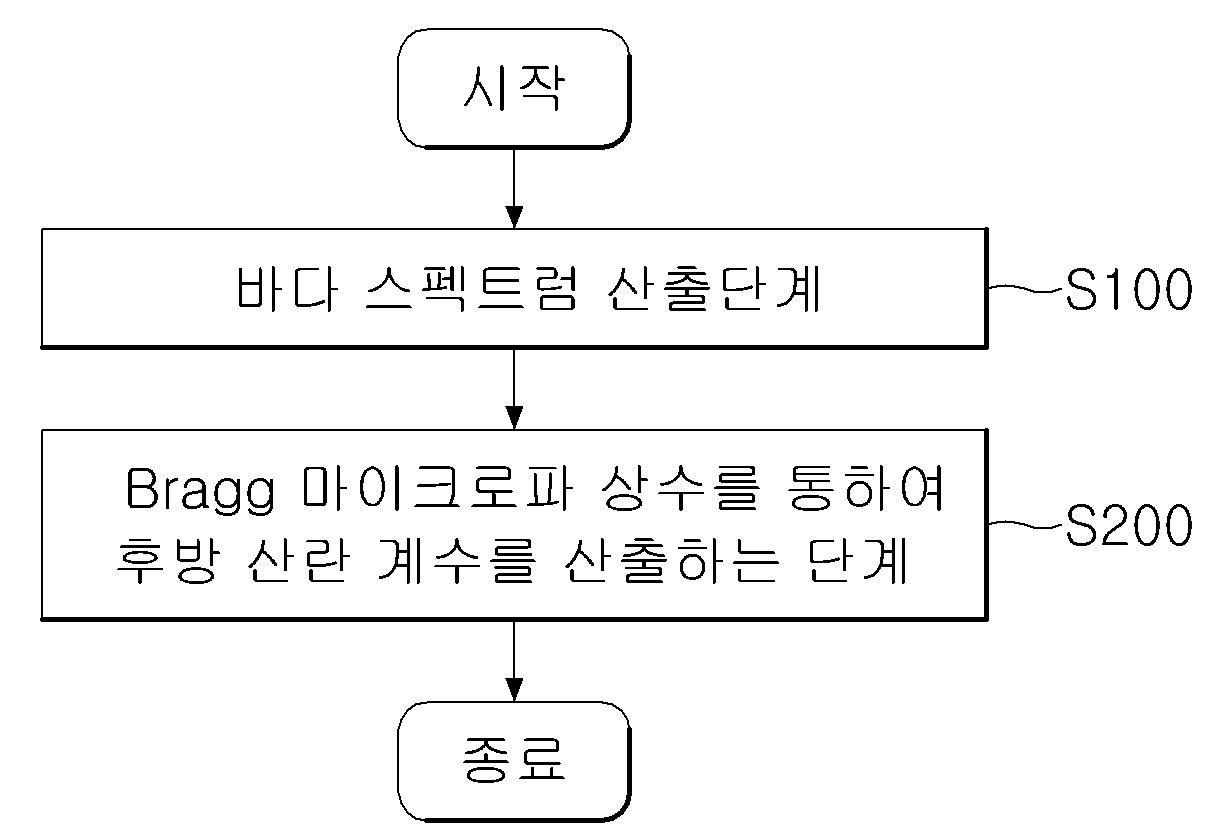 시작
바다 스펙트럼 산출단계
S100
Bragg 마이크로파 상수를 통하여
후방 산란 계수를 산출하는 단계
S200
종료